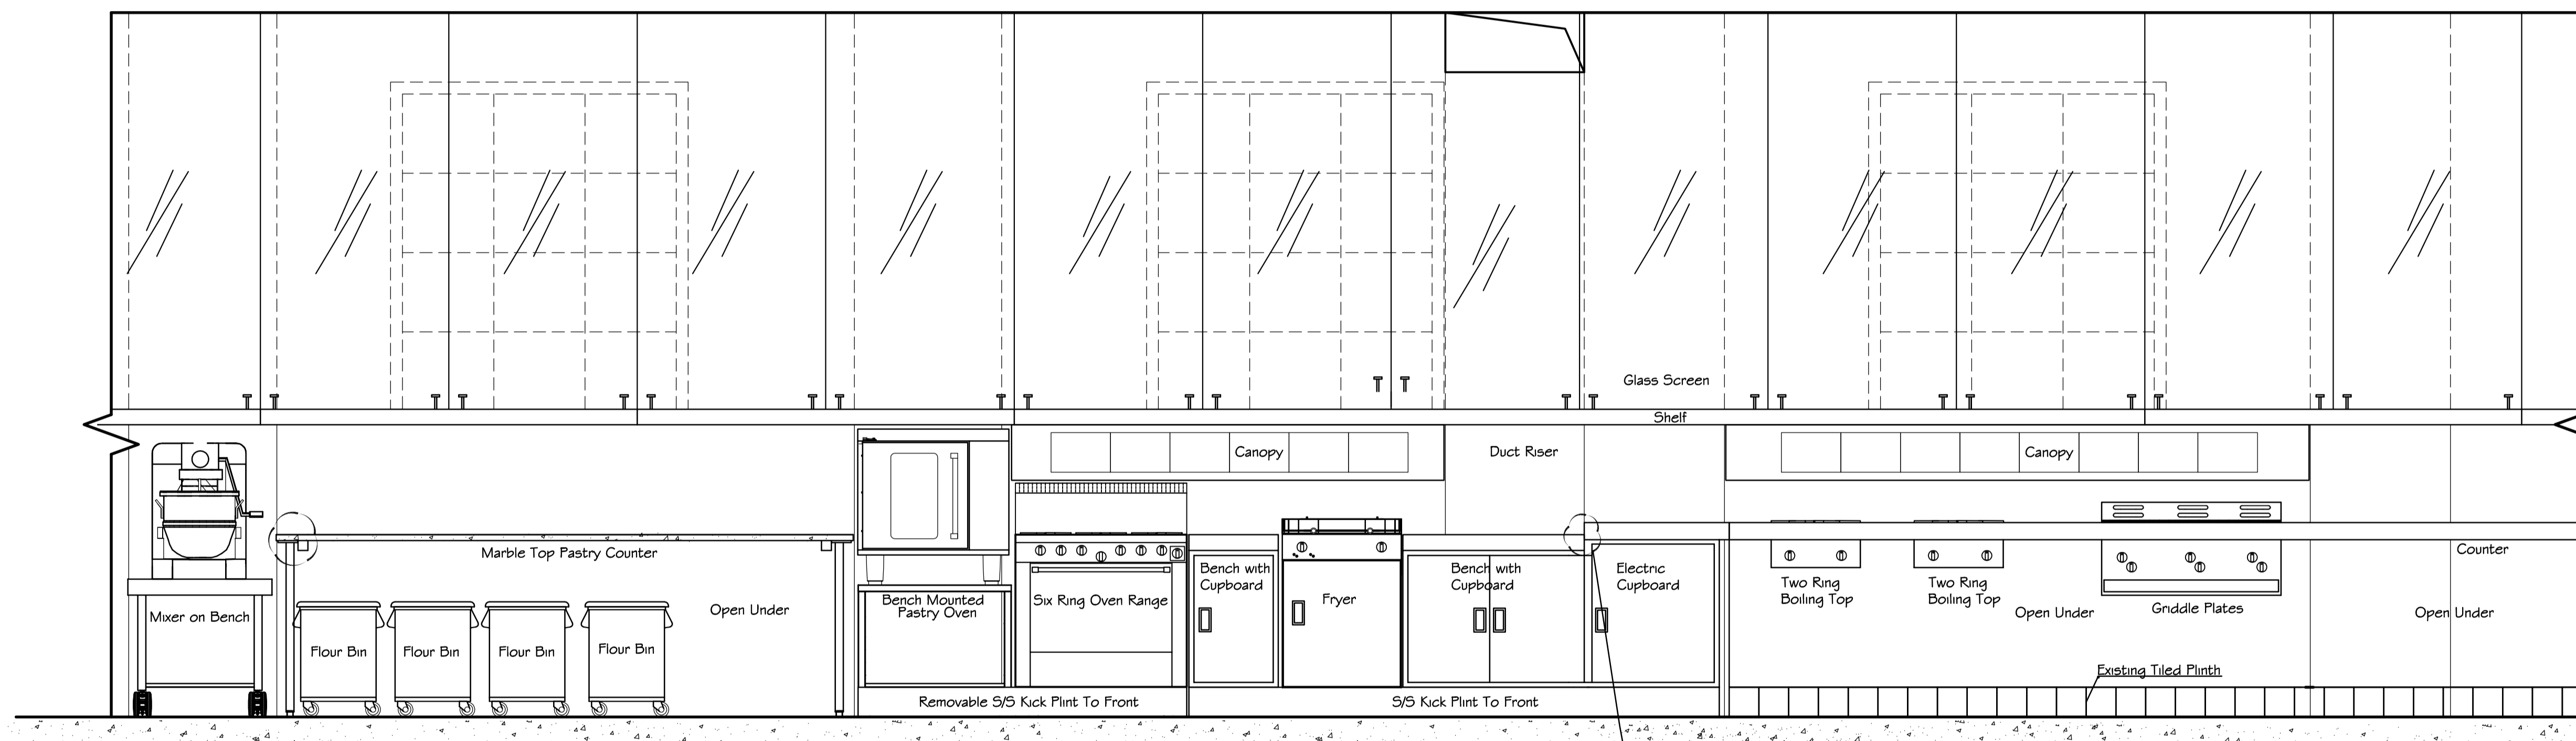 Glass Screen
Shelf
Canopy
Duct Riser
Canopy
Marble Top Pastry Counter
Counter
Mixer on Bench
Flour Bin
Flour Bin
Flour Bin
Flour Bin
Open Under
Bench Mounted
Pastry Oven
Six Ring Oven Range
Bench with
Cupboard
Fryer
Bench with
Cupboard
Electric
Cupboard
Two Ring
Boiling Top
Two Ring
Boiling Top
Open Under
Griddle Plates
Open Under
Existing Tiled Plinth
Removable S/S Kick Plint To Front
S/S Kick Plint To Front